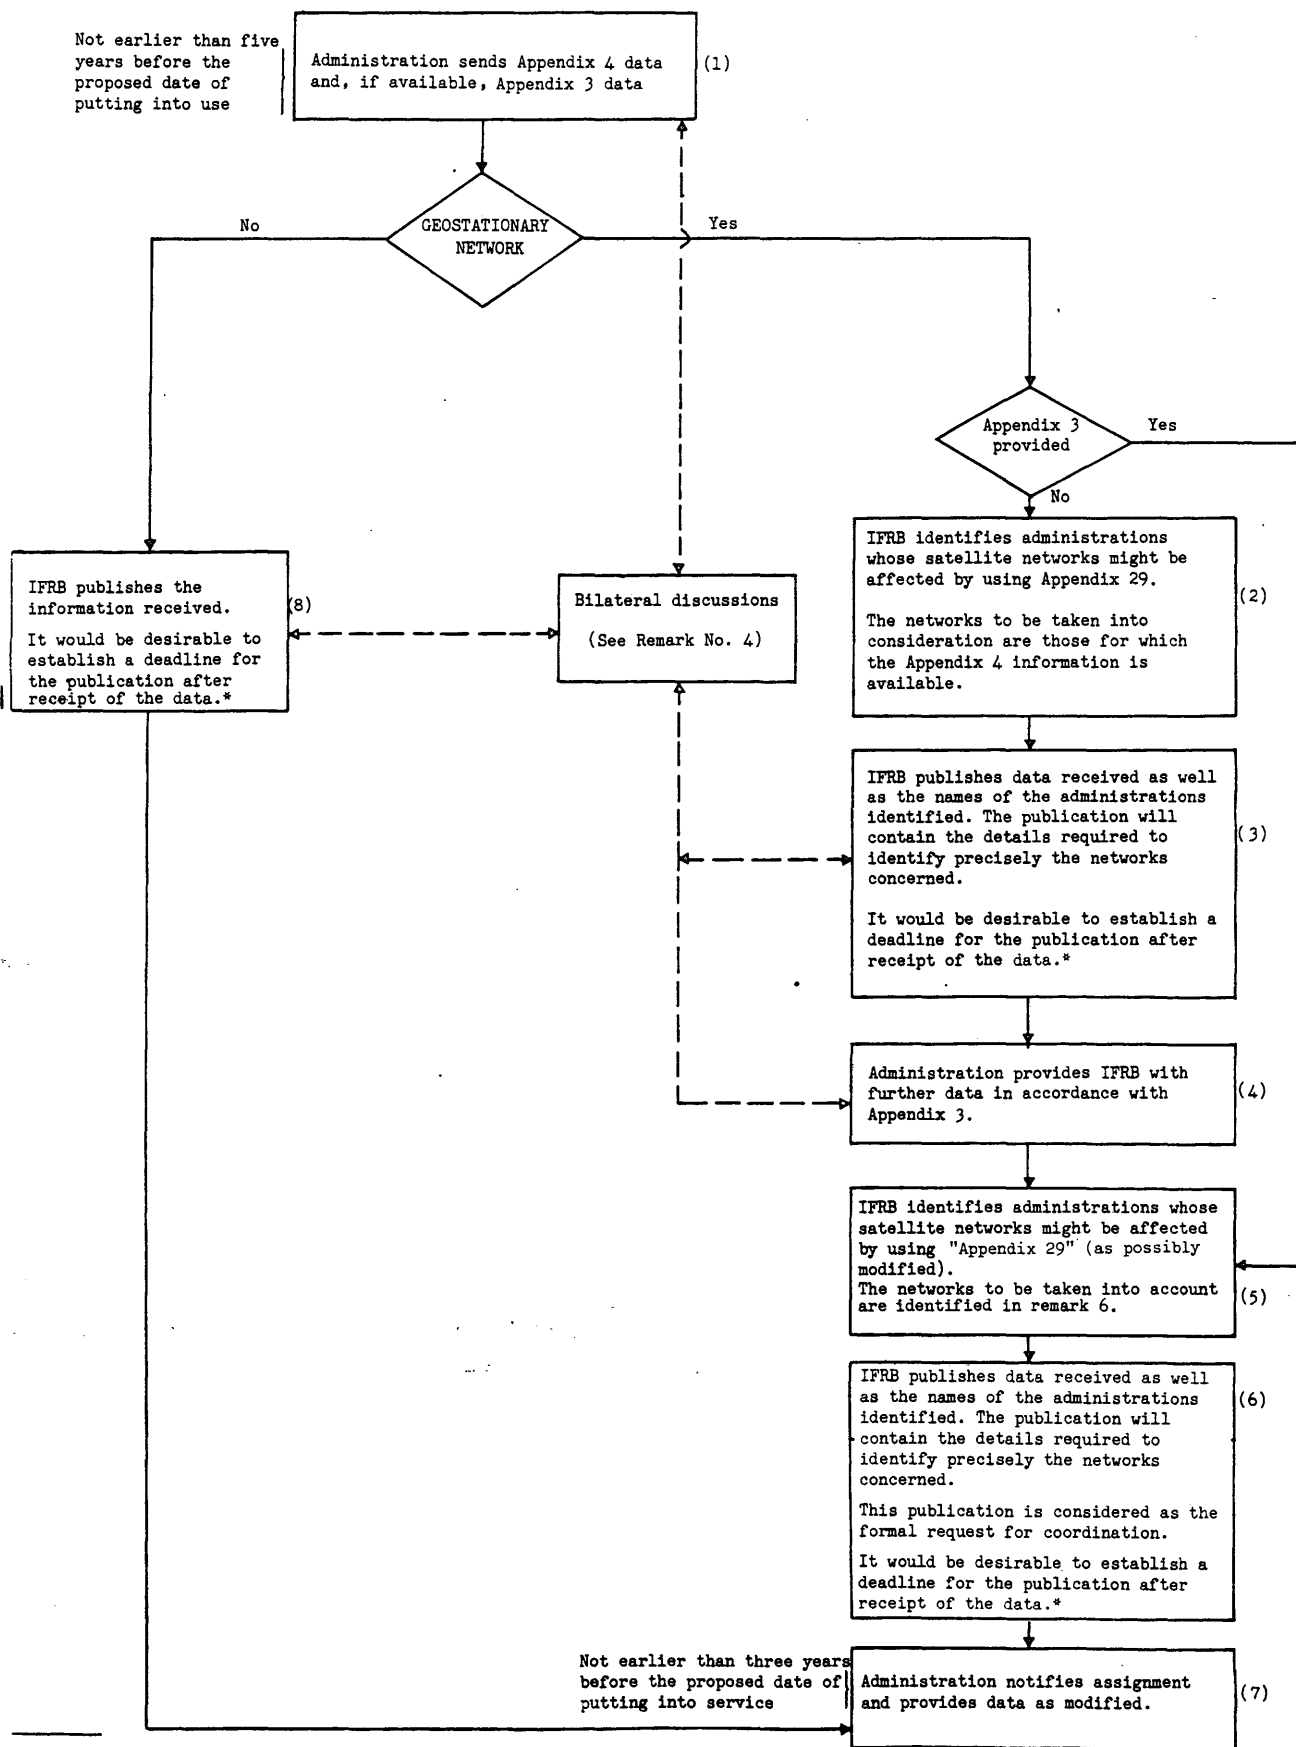 Not earlier than five
years before the
proposed date of
putting into use
Administration sends Appendix 4 data
and, if available, Appendix 3 data
(1)
GEOSTATIONARY
NETWORK
No
Yes
Appendix 3
provided
Yes
No
IFRB identifies administrations
whose satellite networks might be
affected by using Appendix 29.
The networks to be taken into
consideration are those for which
the Appendix 4 information is
available.
(2)
IFRB publishes the
information received.
It would be desirable to
establish a deadline for
the publication after
receipt of the data.*
(8)
Bilateral discussions
(See Remark No. 4)
IFRB publishes data received as well
as the names of the administrations
identified. The publication will
contain the details required to
identify precisely the networks
concerned.
It would be desirable to establish a
deadline for the publication after
receipt of the data.*
(3)
Administration provides IFRB with
further data in accordance with
Appendix 3.
(4)
IFRB identifies administrations whose
satellite networks might be affected
by using "Appendix 29" (as possibly
modified).
The networks to be taken into account
are identified in remark 6.
(5)
IFRB publishes data received as well
as the names of the administrations
identified. The publication will
contain the details required to
identify precisely the networks
concerned.
This publication is considered as the
formal request for coordination.
It would be desirable to establish a
deadline for the publication after
receipt of the data.*
(6)
Not earlier than three years
before the proposed date of
putting into service
Administration notifies assignment
and provides data as modified.
(7)